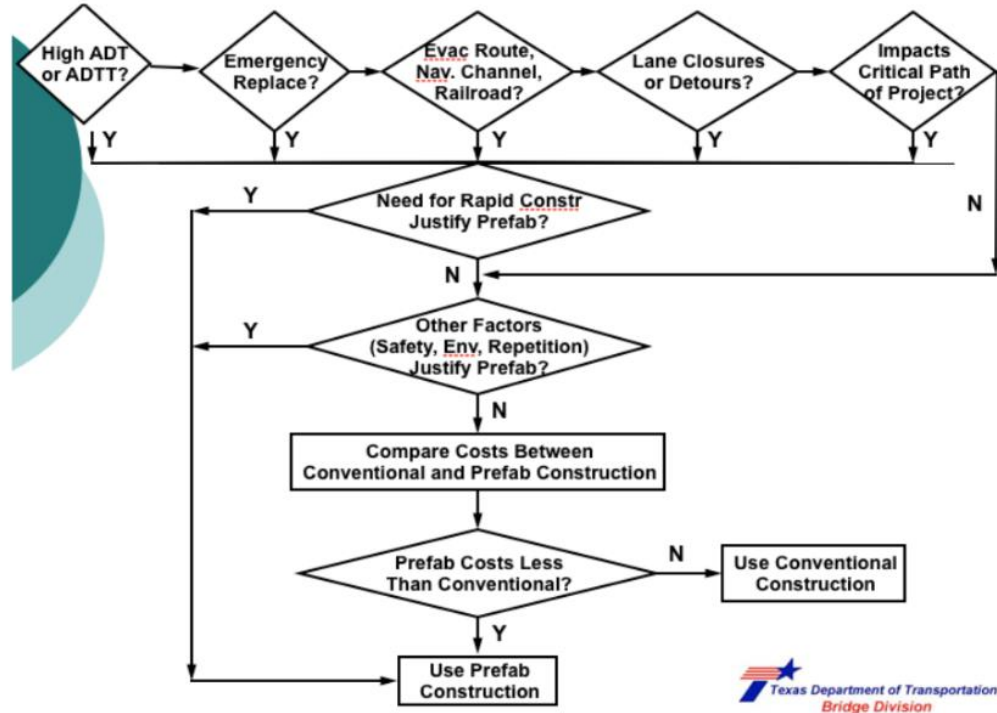 High ADT
or ADTT?
Emergency
Replace?
Evac Route,
Nav. Channel,
Railroad?
Lane Closures
or Detours?
Impacts
Critical Path
of Project?
Y
Y
Y
Y
Y
N
Y
Need for Rapid Constr
Justify Prefab?
N
Y
Other Factors
(Safety, Env, Repetition)
Justify Prefab?
N
Compare Costs Between
Conventional and Prefab Construction
Prefab Costs Less
Than Conventional?
N
Use Conventional
Construction
Y
Use Prefab
Construction
Texas Department of Transportation
Bridge Division